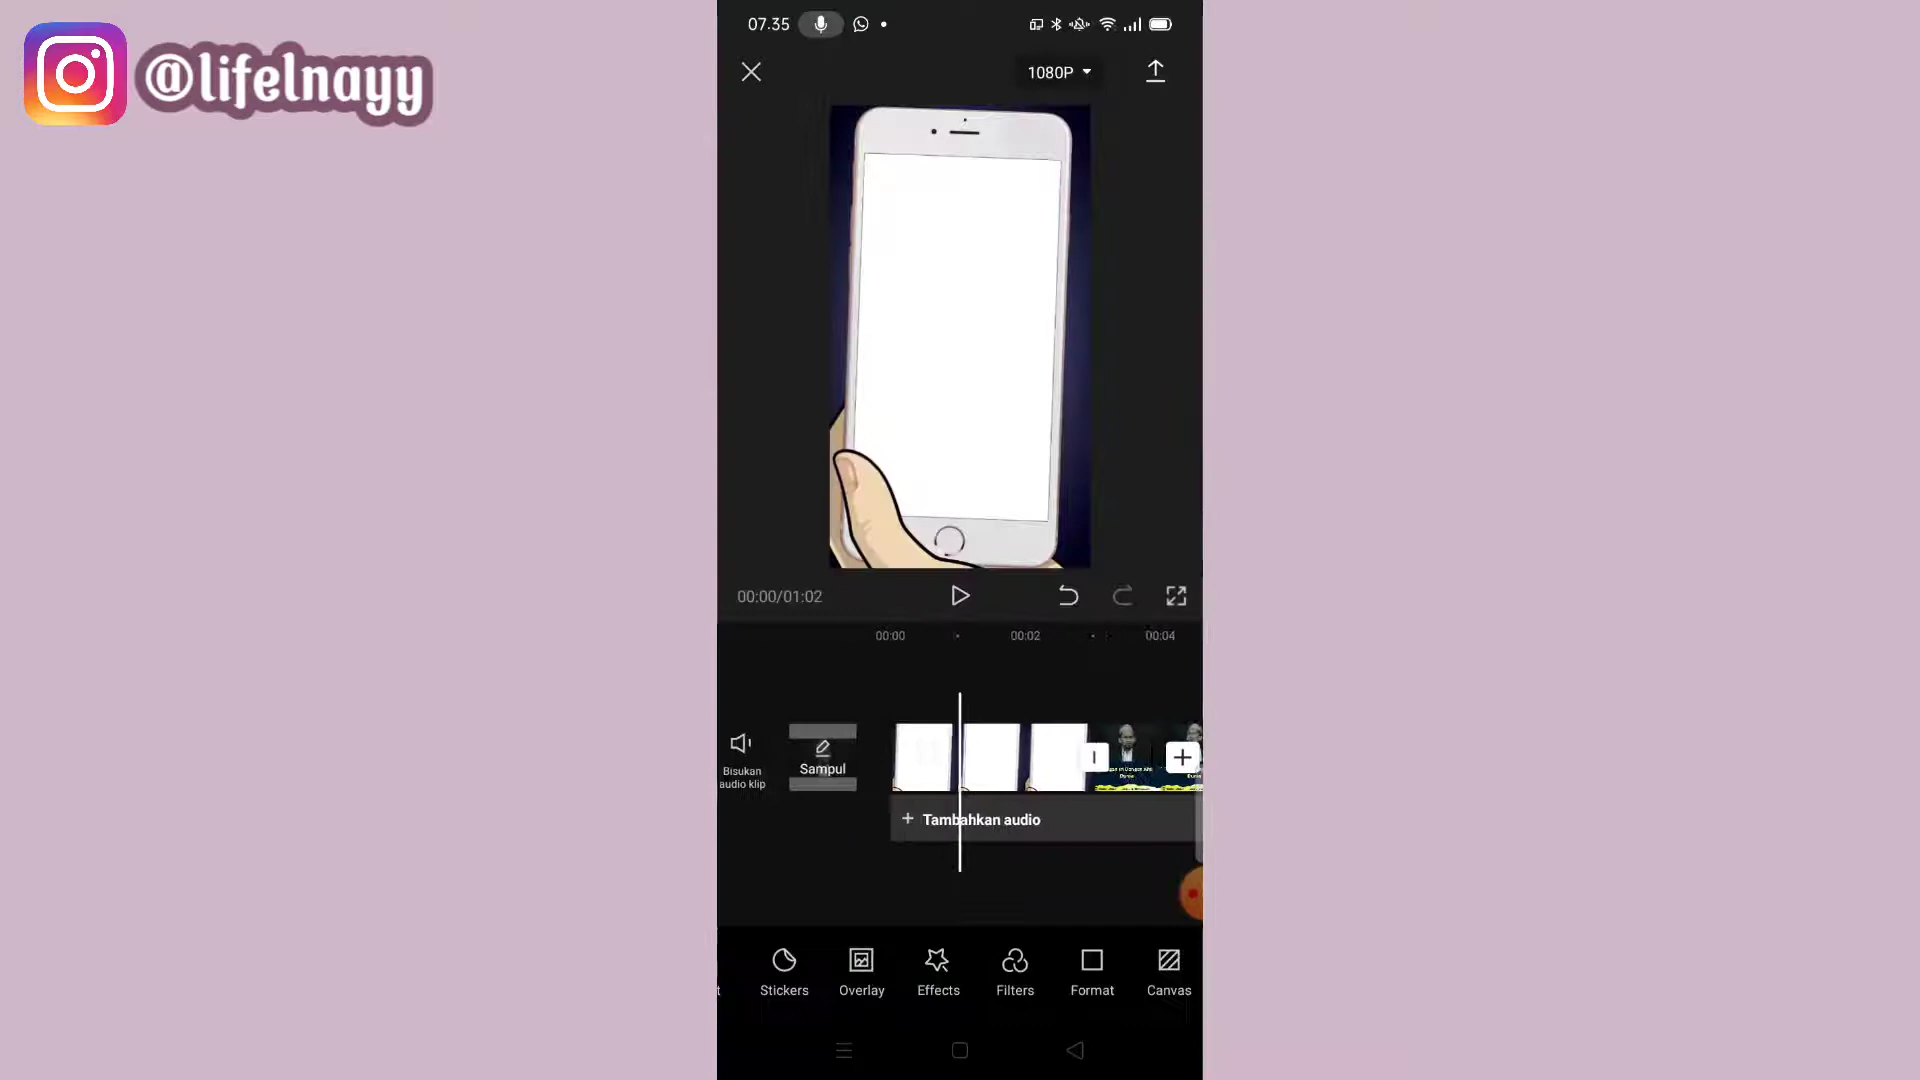 @lifelnayy
07.35
1080P
00:00/01:02
00:00
00:02
00:04
Bisukan
audio klip
Sampul
+ Tambahkan audio
t
Stickers
Overlay
Effects
Filters
Format
Canvas